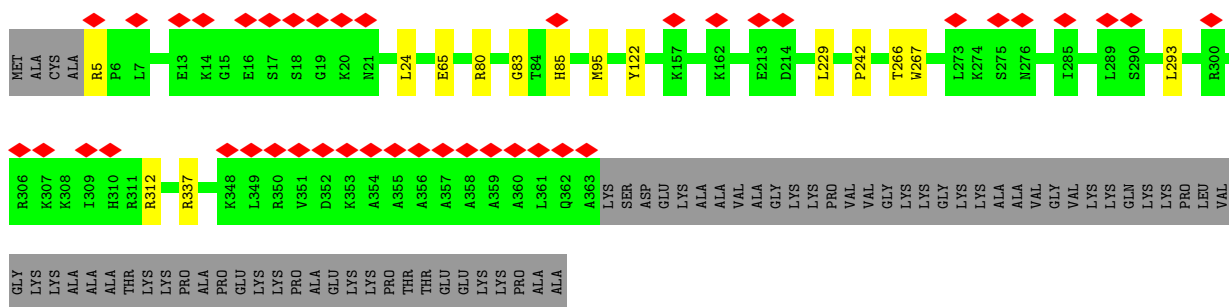 MET ALA CYS ALA R5 P6 L7 E13 K14 G15 E16 S17 S18 G19 K20 N21 L24 E65 R80 G83 T84 H85 M95 Y122 K157 K162 E213 D214 L229 P242 T266 W267 L273 K274 S275 N276 I285 L289 S290 L293 R300
R306 K307 K308 I309 H310 R311 R312 R337 K348 L349 R350 V351 D352 K353 A354 A355 A356 A357 A358 A359 A360 L361 Q362 A363 LYS SER ASP GLU LYS ALA ALA VAL ALA GLY LYS LYS PRO VAL VAL GLY LYS LYS GLY LYS LYS ALA ALA VAL GLY VAL LYS LYS GLN LYS LYS PRO LEU VAL
GLY LYS LYS ALA ALA ALA THR LYS LYS PRO ALA PRO GLU LYS LYS PRO ALA GLU LYS LYS PRO THR THR GLU GLU LYS LYS PRO ALA ALA